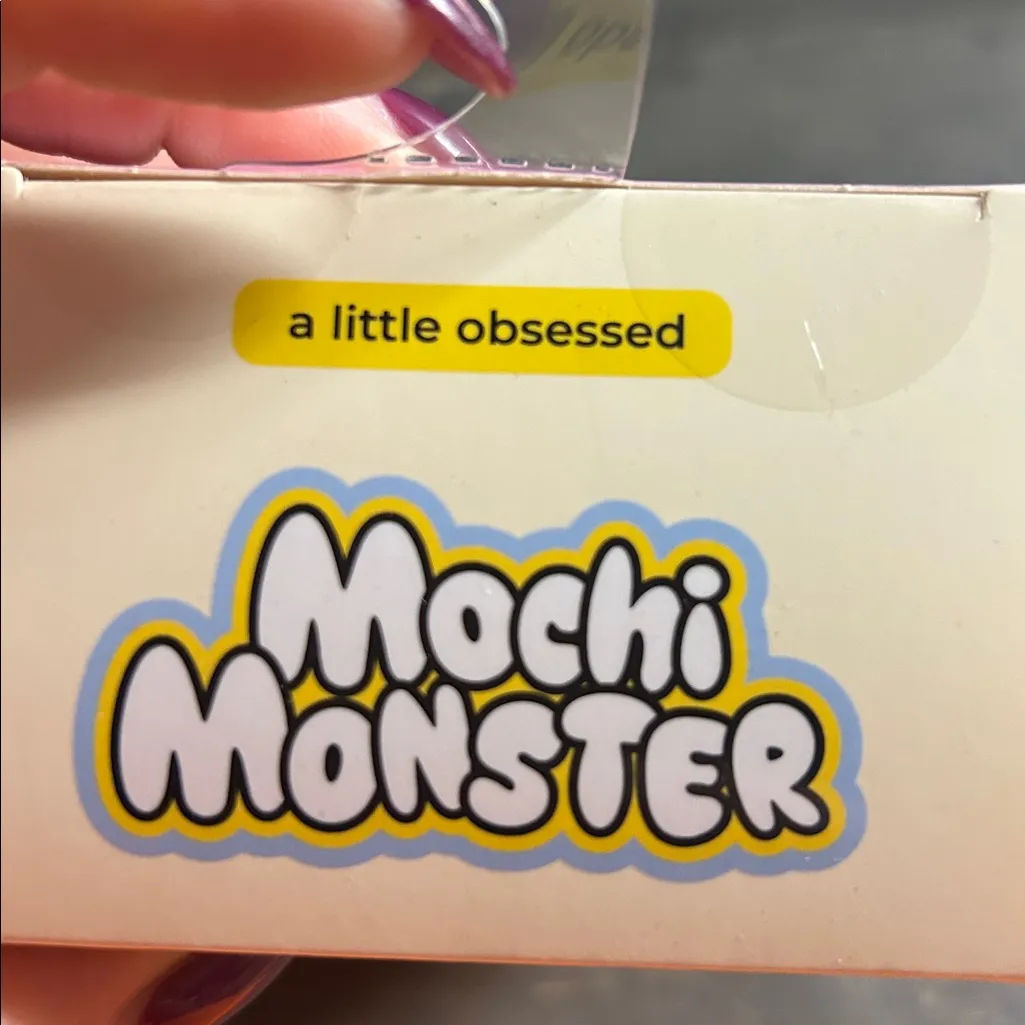 a little obsessed
Mochi
MONSTER